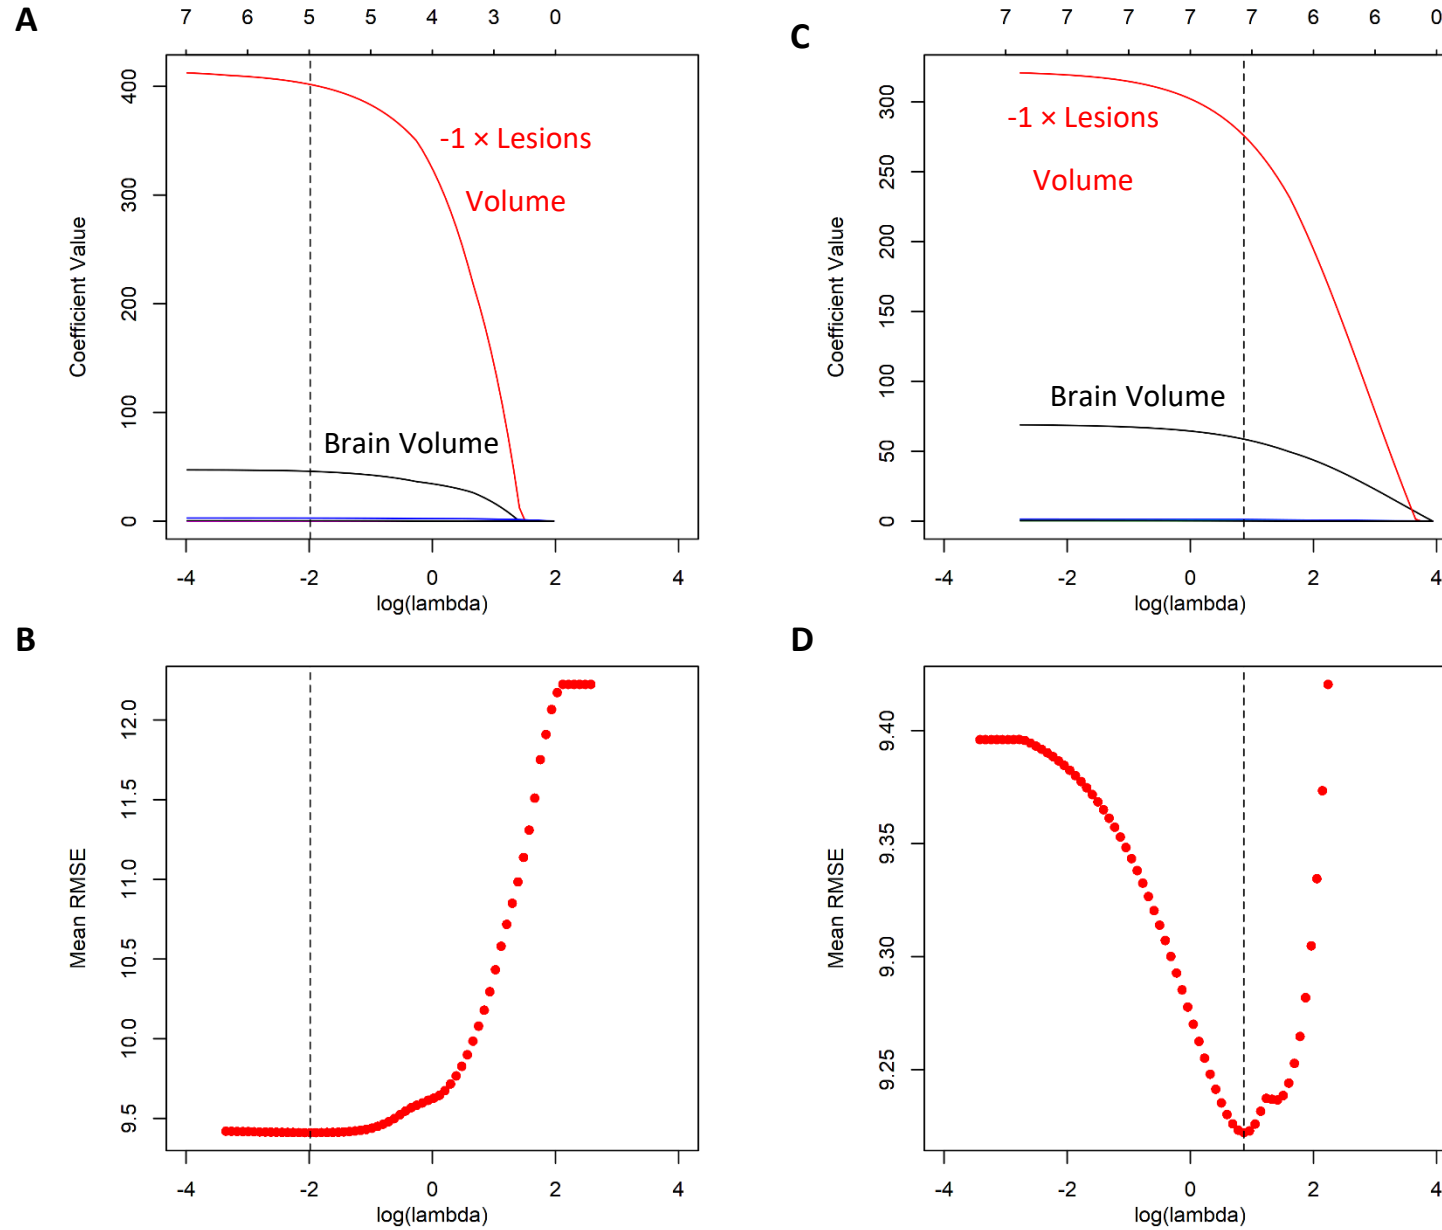 A
7 6 5 5 4 3 0
400
300
200
100
0
Coefficient Value
-1 × Lesions
Volume
Brain Volume
-4 -2 0 2 4
log(lambda)
C
7 7 7 7 7 6 6 0
300
250
200
150
100
50
0
Coefficient Value
-1 × Lesions
Volume
Brain Volume
-4 -2 0 2 4
log(lambda)
B
12.0
11.5
11.0
10.5
10.0
9.5
Mean RMSE
-4 -2 0 2 4
log(lambda)
D
9.40
9.35
9.30
9.25
Mean RMSE
-4 -2 0 2 4
log(lambda)